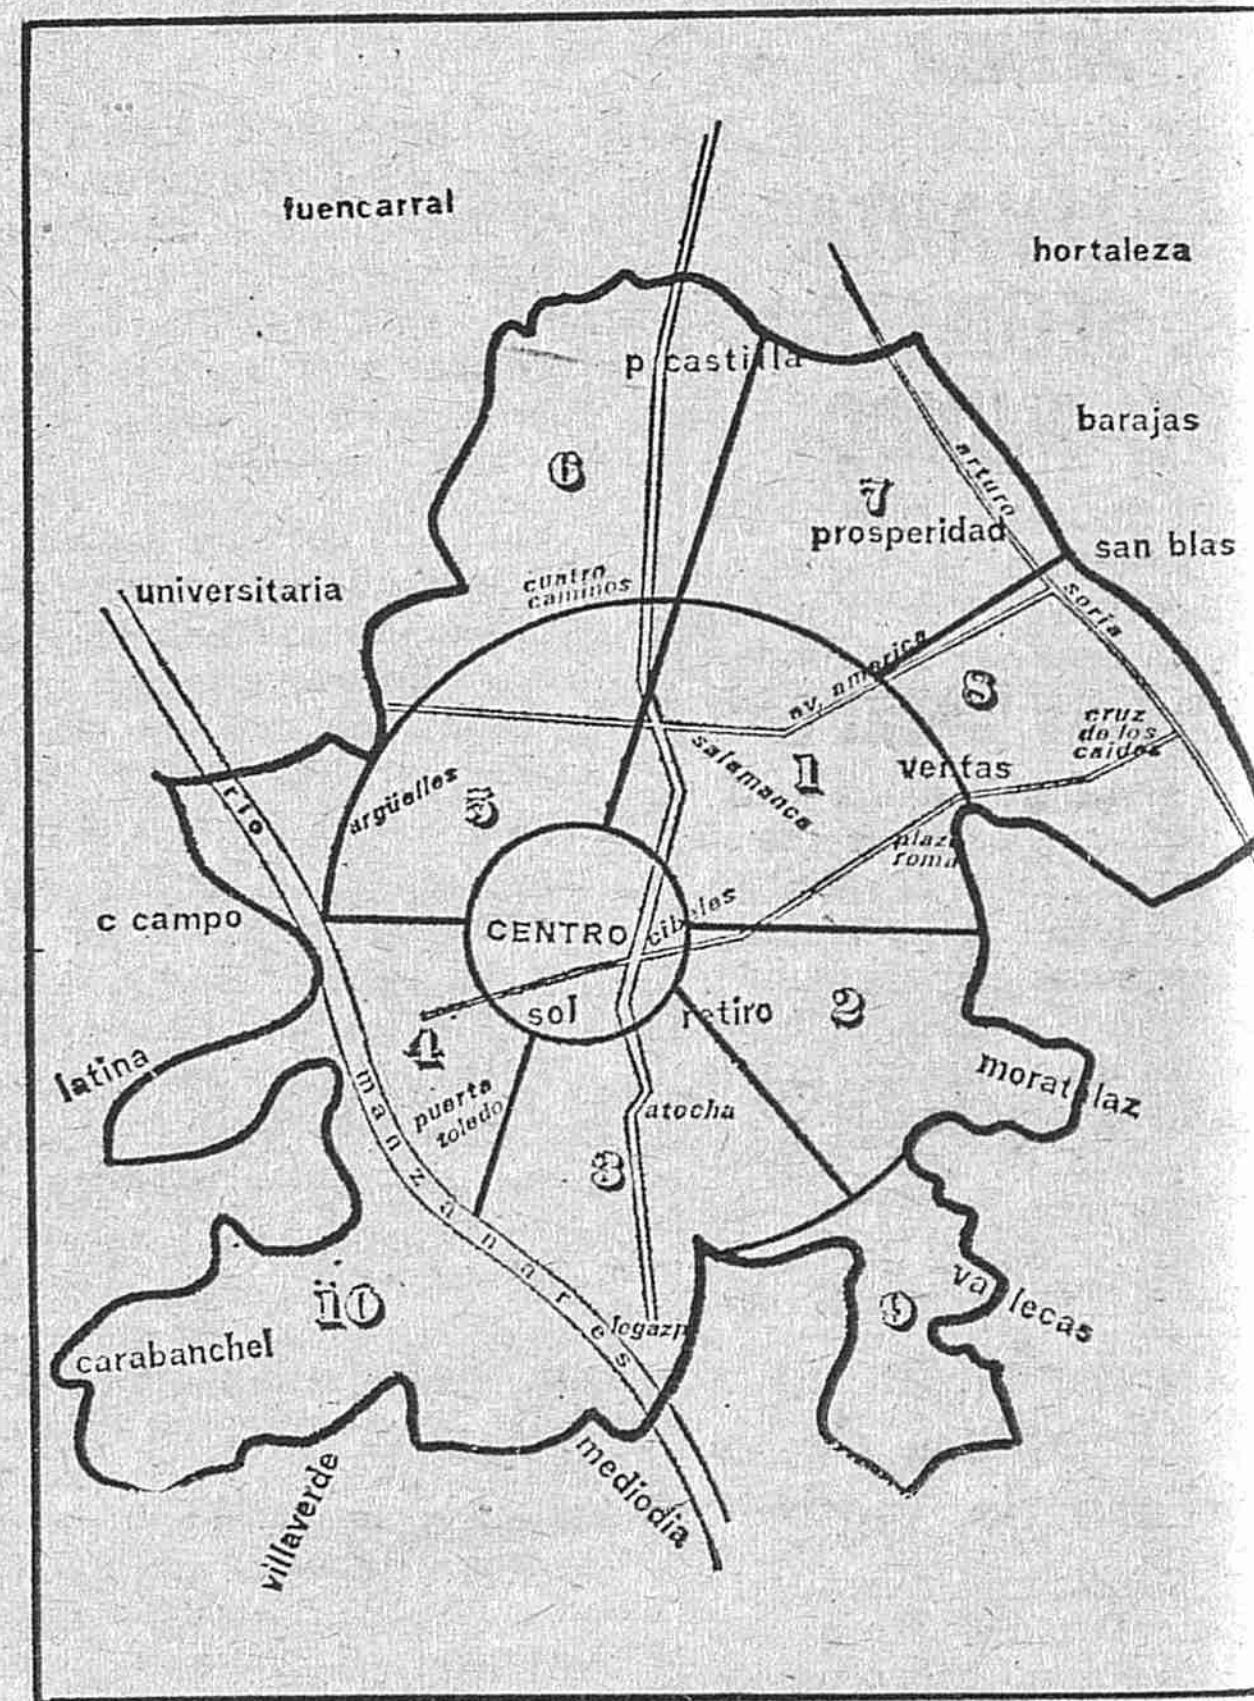 fuencarral
hortaleza
p castilla
barajas
6
arturo
7
prosperidad
san blas
cuatro
caminos
universitaria
soria
av. america
8
cruz
de los
caidos
salamanca
1
ventas
argüelles
5
rio
plaza
roma
c campo
CENTRO
cibeles
sol
retiro
2
4
latina
moratalaz
puerta
toledo
atocha
manzanares
3
vallecas
10
9
legazpi
carabanchel
mediodia
villaverde